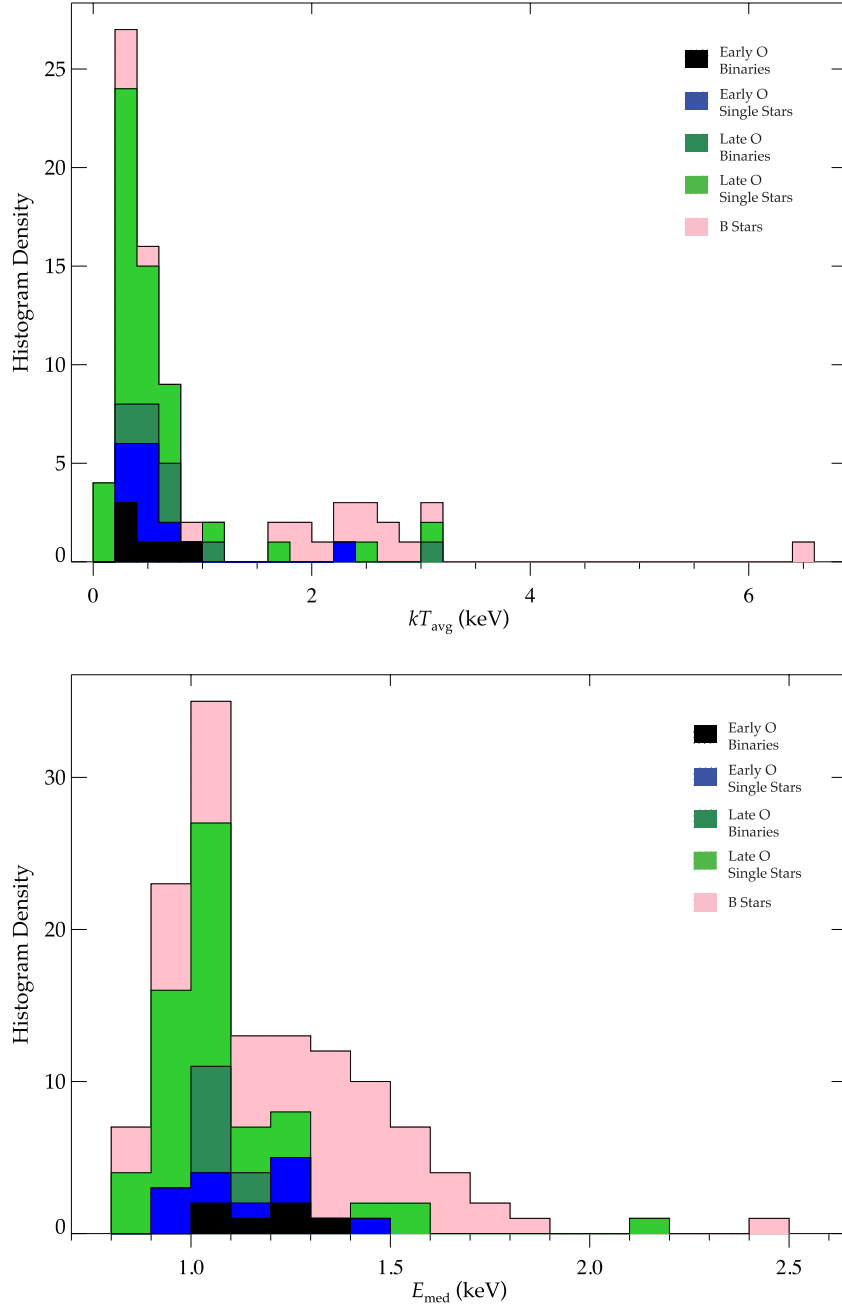 25
20
15
10
5
0
Histogram Density
0
2
4
6
kTavg (keV)
Early O
Binaries
Early O
Single Stars
Late O
Binaries
Late O
Single Stars
B Stars
30
20
10
0
Histogram Density
1.0
1.5
2.0
2.5
Emed (keV)
Early O
Binaries
Early O
Single Stars
Late O
Binaries
Late O
Single Stars
B Stars